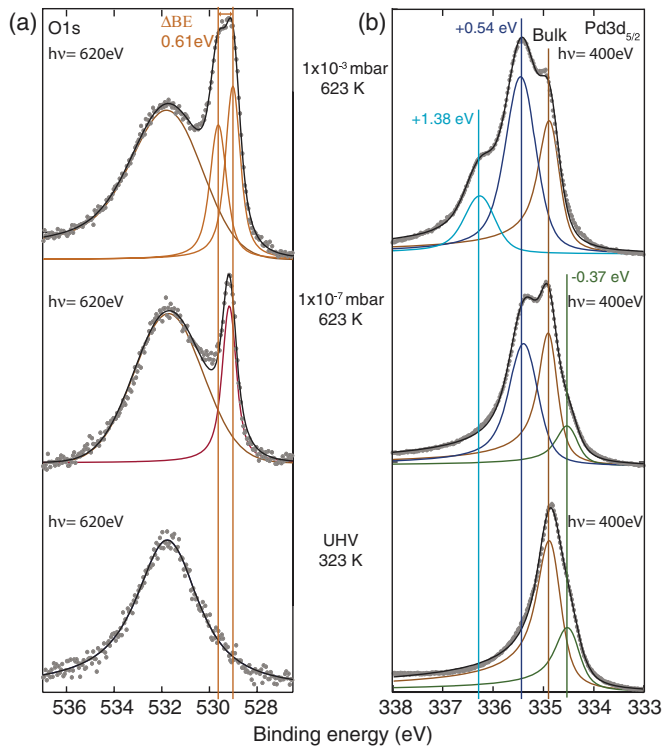 (a)
O1s
hν= 620eV
ΔBE
0.61eV
1x10⁻³ mbar
623 K
(b)
+0.54 eV
Bulk
Pd3d₅/₂
hν= 400eV
+1.38 eV
hν= 620eV
1x10⁻⁷ mbar
623 K
-0.37 eV
hν= 400eV
hν= 620eV
UHV
323 K
hν= 400eV
536 534 532 530 528
338 337 336 335 334 333
Binding energy (eV)